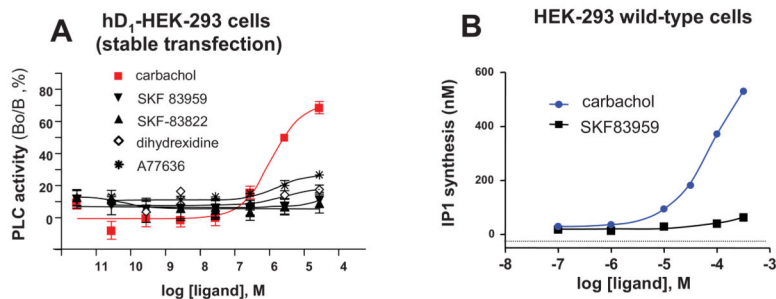 A
hD1-HEK-293 cells
(stable transfection)
carbachol
SKF 83959
SKF-83822
dihydrexidine
A77636
PLC activity (Bo/B ,%)
80
60
40
20
0
11 10 9 8 7 6 5 4
log [ligand], M
B
HEK-293 wild-type cells
carbachol
SKF83959
IP1 synthesis (nM)
600
400
200
0
-8 -7 -6 -5 -4 -3 -2
log [ligand], M